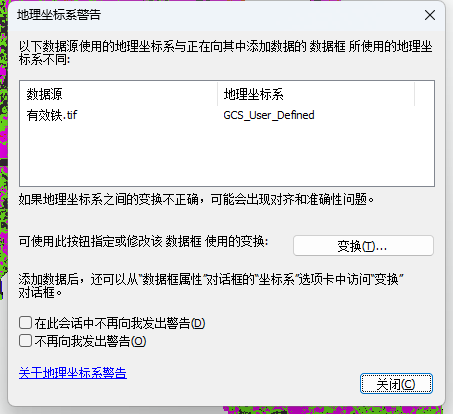 地理坐标系警告
以下数据源使用的地理坐标系与正在向其中添加数据的 数据框 所使用的地理坐
标系不同:
数据源 地理坐标系
有效铁.tif GCS_User_Defined
如果地理坐标系之间的变换不正确，可能会出现对齐和准确性问题。
可使用此按钮指定或修改该 数据框 使用的变换:
变换(T)...
添加数据后，还可以从“数据框属性”对话框的“坐标系”选项卡中访问“变换”
对话框。
在此会话中不再向我发出警告(D)
不再向我发出警告(O)
关于地理坐标系警告
关闭(C)